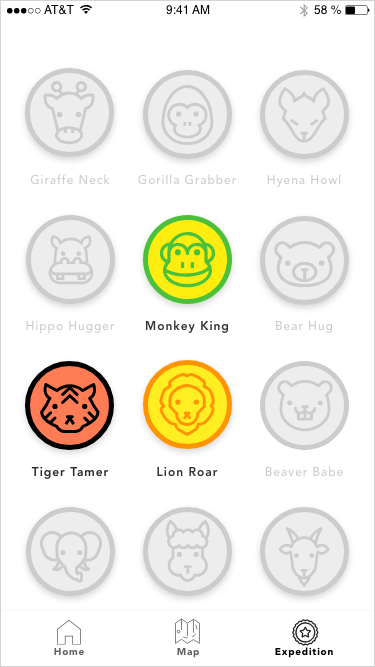 AT&T 9:41 AM 58 %
Giraffe Neck Gorilla Grabber Hyena Howl
Hippo Hugger Monkey King Bear Hug
Tiger Tamer Lion Roar Beaver Babe
Home Map Expedition